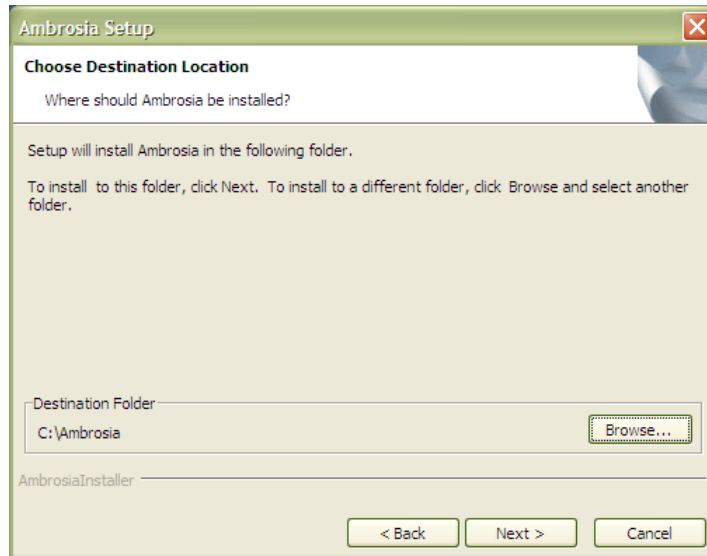 Ambrosia Setup
Choose Destination Location
Where should Ambrosia be installed?
Setup will install Ambrosia in the following folder.
To install to this folder, click Next. To install to a different folder, click Browse and select another
folder.
Destination Folder
C:\Ambrosia
Browse...
AmbrosiaInstaller
< Back
Next >
Cancel